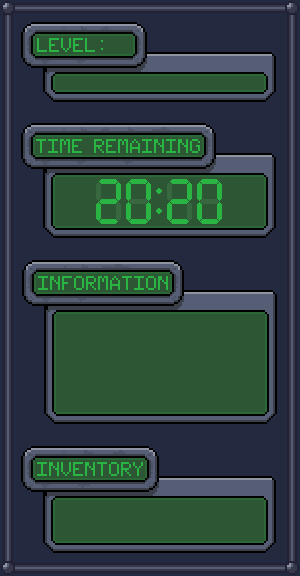 LEVEL:
TIME REMAINING
20:20
INFORMATION
INVENTORY